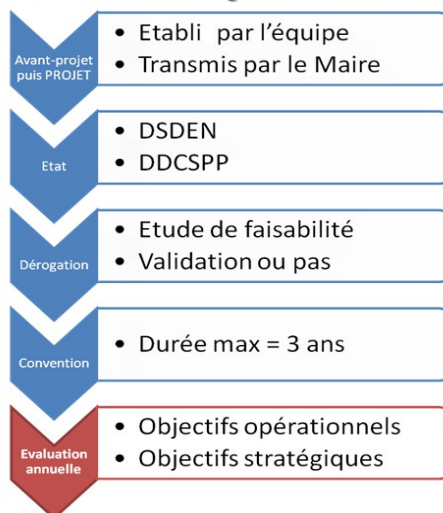 Avant-projet
puis PROJET
• Etabli par l'équipe
• Transmis par le Maire
Etat
• DSDEN
• DDCSPP
Dérogation
• Etude de faisabilité
• Validation ou pas
Convention
• Durée max = 3 ans
Evaluation
annuelle
• Objectifs opérationnels
• Objectifs stratégiques